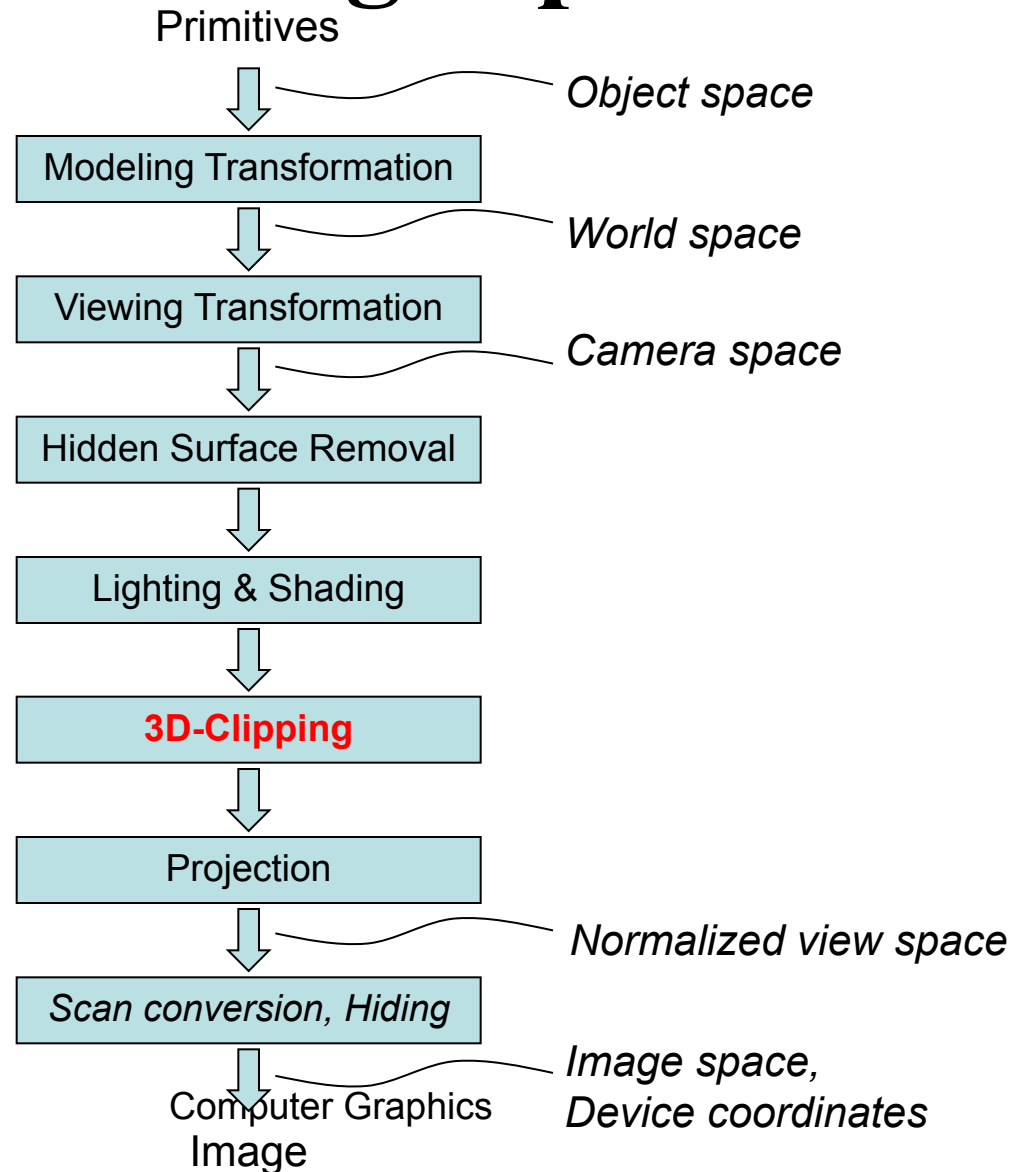 Primitives
Object space
Modeling Transformation
World space
Viewing Transformation
Camera space
Hidden Surface Removal
Lighting & Shading
3D-Clipping
Projection
Normalized view space
Scan conversion, Hiding
Image space,
Device coordinates
Computer Graphics
Image